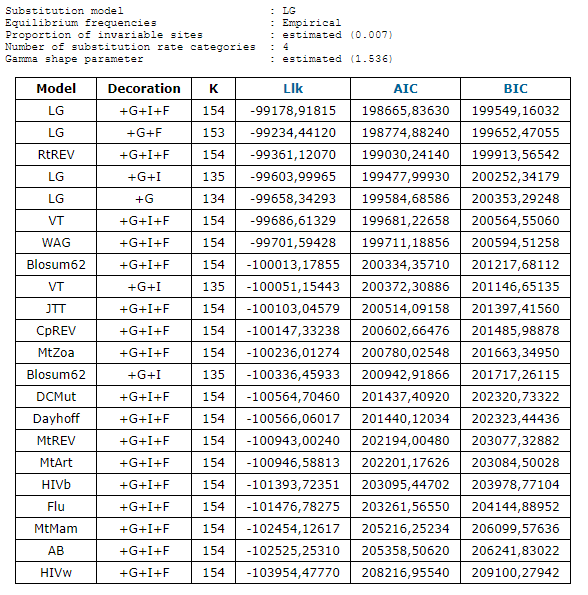 Substitution model : LG
Equilibrium frequencies : Empirical
Proportion of invariable sites : estimated (0.007)
Number of substitution rate categories : 4
Gamma shape parameter : estimated (1.536)
Model Decoration K Llk AIC BIC
LG +G+I+F 154 -99178,91815 198665,83630 199549,16032
LG +G+F 153 -99234,44120 198774,88240 199652,47055
RtREV +G+I+F 154 -99361,12070 199030,24140 199913,56542
LG +G+I 135 -99603,99965 199477,99930 200252,34179
LG +G 134 -99658,34293 199584,68586 200353,29248
VT +G+I+F 154 -99686,61329 199681,22658 200564,55060
WAG +G+I+F 154 -99701,59428 199711,18856 200594,51258
Blosum62 +G+I+F 154 -100013,17855 200334,35710 201217,68112
VT +G+I 135 -100051,15443 200372,30886 201146,65135
JTT +G+I+F 154 -100103,04579 200514,09158 201397,41560
CpREV +G+I+F 154 -100147,33238 200602,66476 201485,98878
MtZoa +G+I+F 154 -100236,01274 200780,02548 201663,34950
Blosum62 +G+I 135 -100336,45933 200942,91866 201717,26115
DCMut +G+I+F 154 -100564,70460 201437,40920 202320,73322
Dayhoff +G+I+F 154 -100566,06017 201440,12034 202323,44436
MtREV +G+I+F 154 -100943,00240 202194,00480 203077,32882
MtArt +G+I+F 154 -100946,58813 202201,17626 203084,50028
HIVb +G+I+F 154 -101393,72351 203095,44702 203978,77104
Flu +G+I+F 154 -101476,78275 203261,56550 204144,88952
MtMam +G+I+F 154 -102454,12617 205216,25234 206099,57636
AB +G+I+F 154 -102525,25310 205358,50620 206241,83022
HIVw +G+I+F 154 -103954,47770 208216,95540 209100,27942